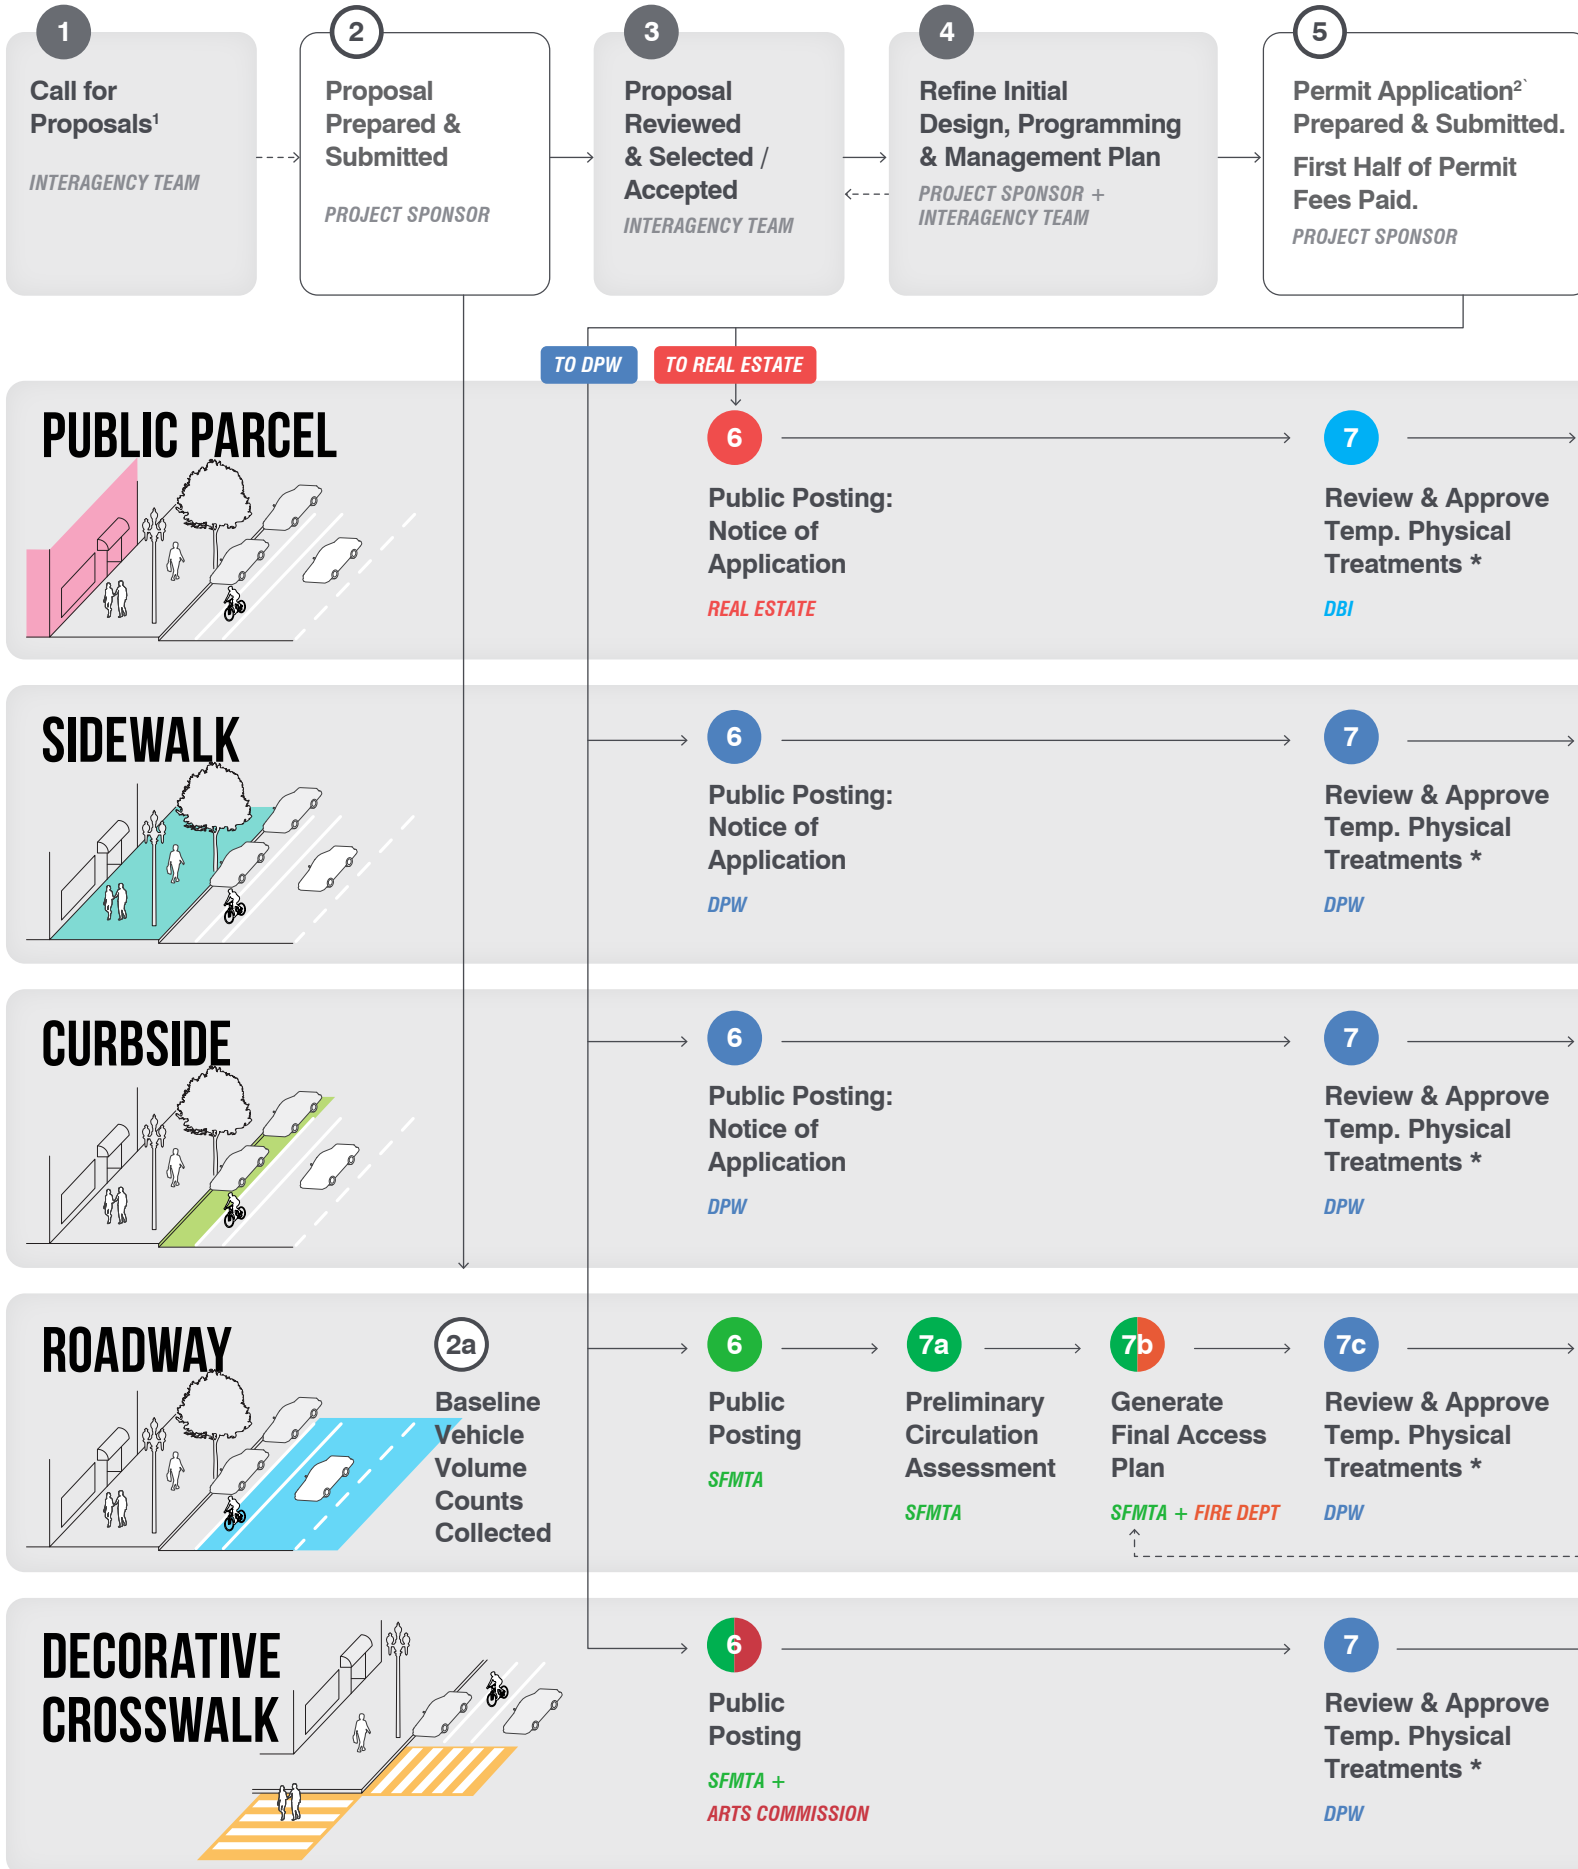 1
Call for
Proposals¹
INTERAGENCY TEAM
2
Proposal
Prepared &
Submitted
PROJECT SPONSOR
3
Proposal
Reviewed
& Selected /
Accepted
INTERAGENCY TEAM
4
Refine Initial
Design, Programming
& Management Plan
PROJECT SPONSOR +
INTERAGENCY TEAM
5
Permit Application²`
Prepared & Submitted.
First Half of Permit
Fees Paid.
PROJECT SPONSOR
TO DPW
TO REAL ESTATE
PUBLIC PARCEL
6
Public Posting:
Notice of
Application
REAL ESTATE
7
Review & Approve
Temp. Physical
Treatments *
DBI
SIDEWALK
6
Public Posting:
Notice of
Application
DPW
7
Review & Approve
Temp. Physical
Treatments *
DPW
CURBSIDE
6
Public Posting:
Notice of
Application
DPW
7
Review & Approve
Temp. Physical
Treatments *
DPW
ROADWAY
2a
Baseline
Vehicle
Volume
Counts
Collected
6
Public
Posting
SFMTA
7a
Preliminary
Circulation
Assessment
SFMTA
7b
Generate
Final Access
Plan
SFMTA + FIRE DEPT
7c
Review & Approve
Temp. Physical
Treatments *
DPW
DECORATIVE
CROSSWALK
6
Public
Posting
SFMTA +
ARTS COMMISSION
7
Review & Approve
Temp. Physical
Treatments *
DPW